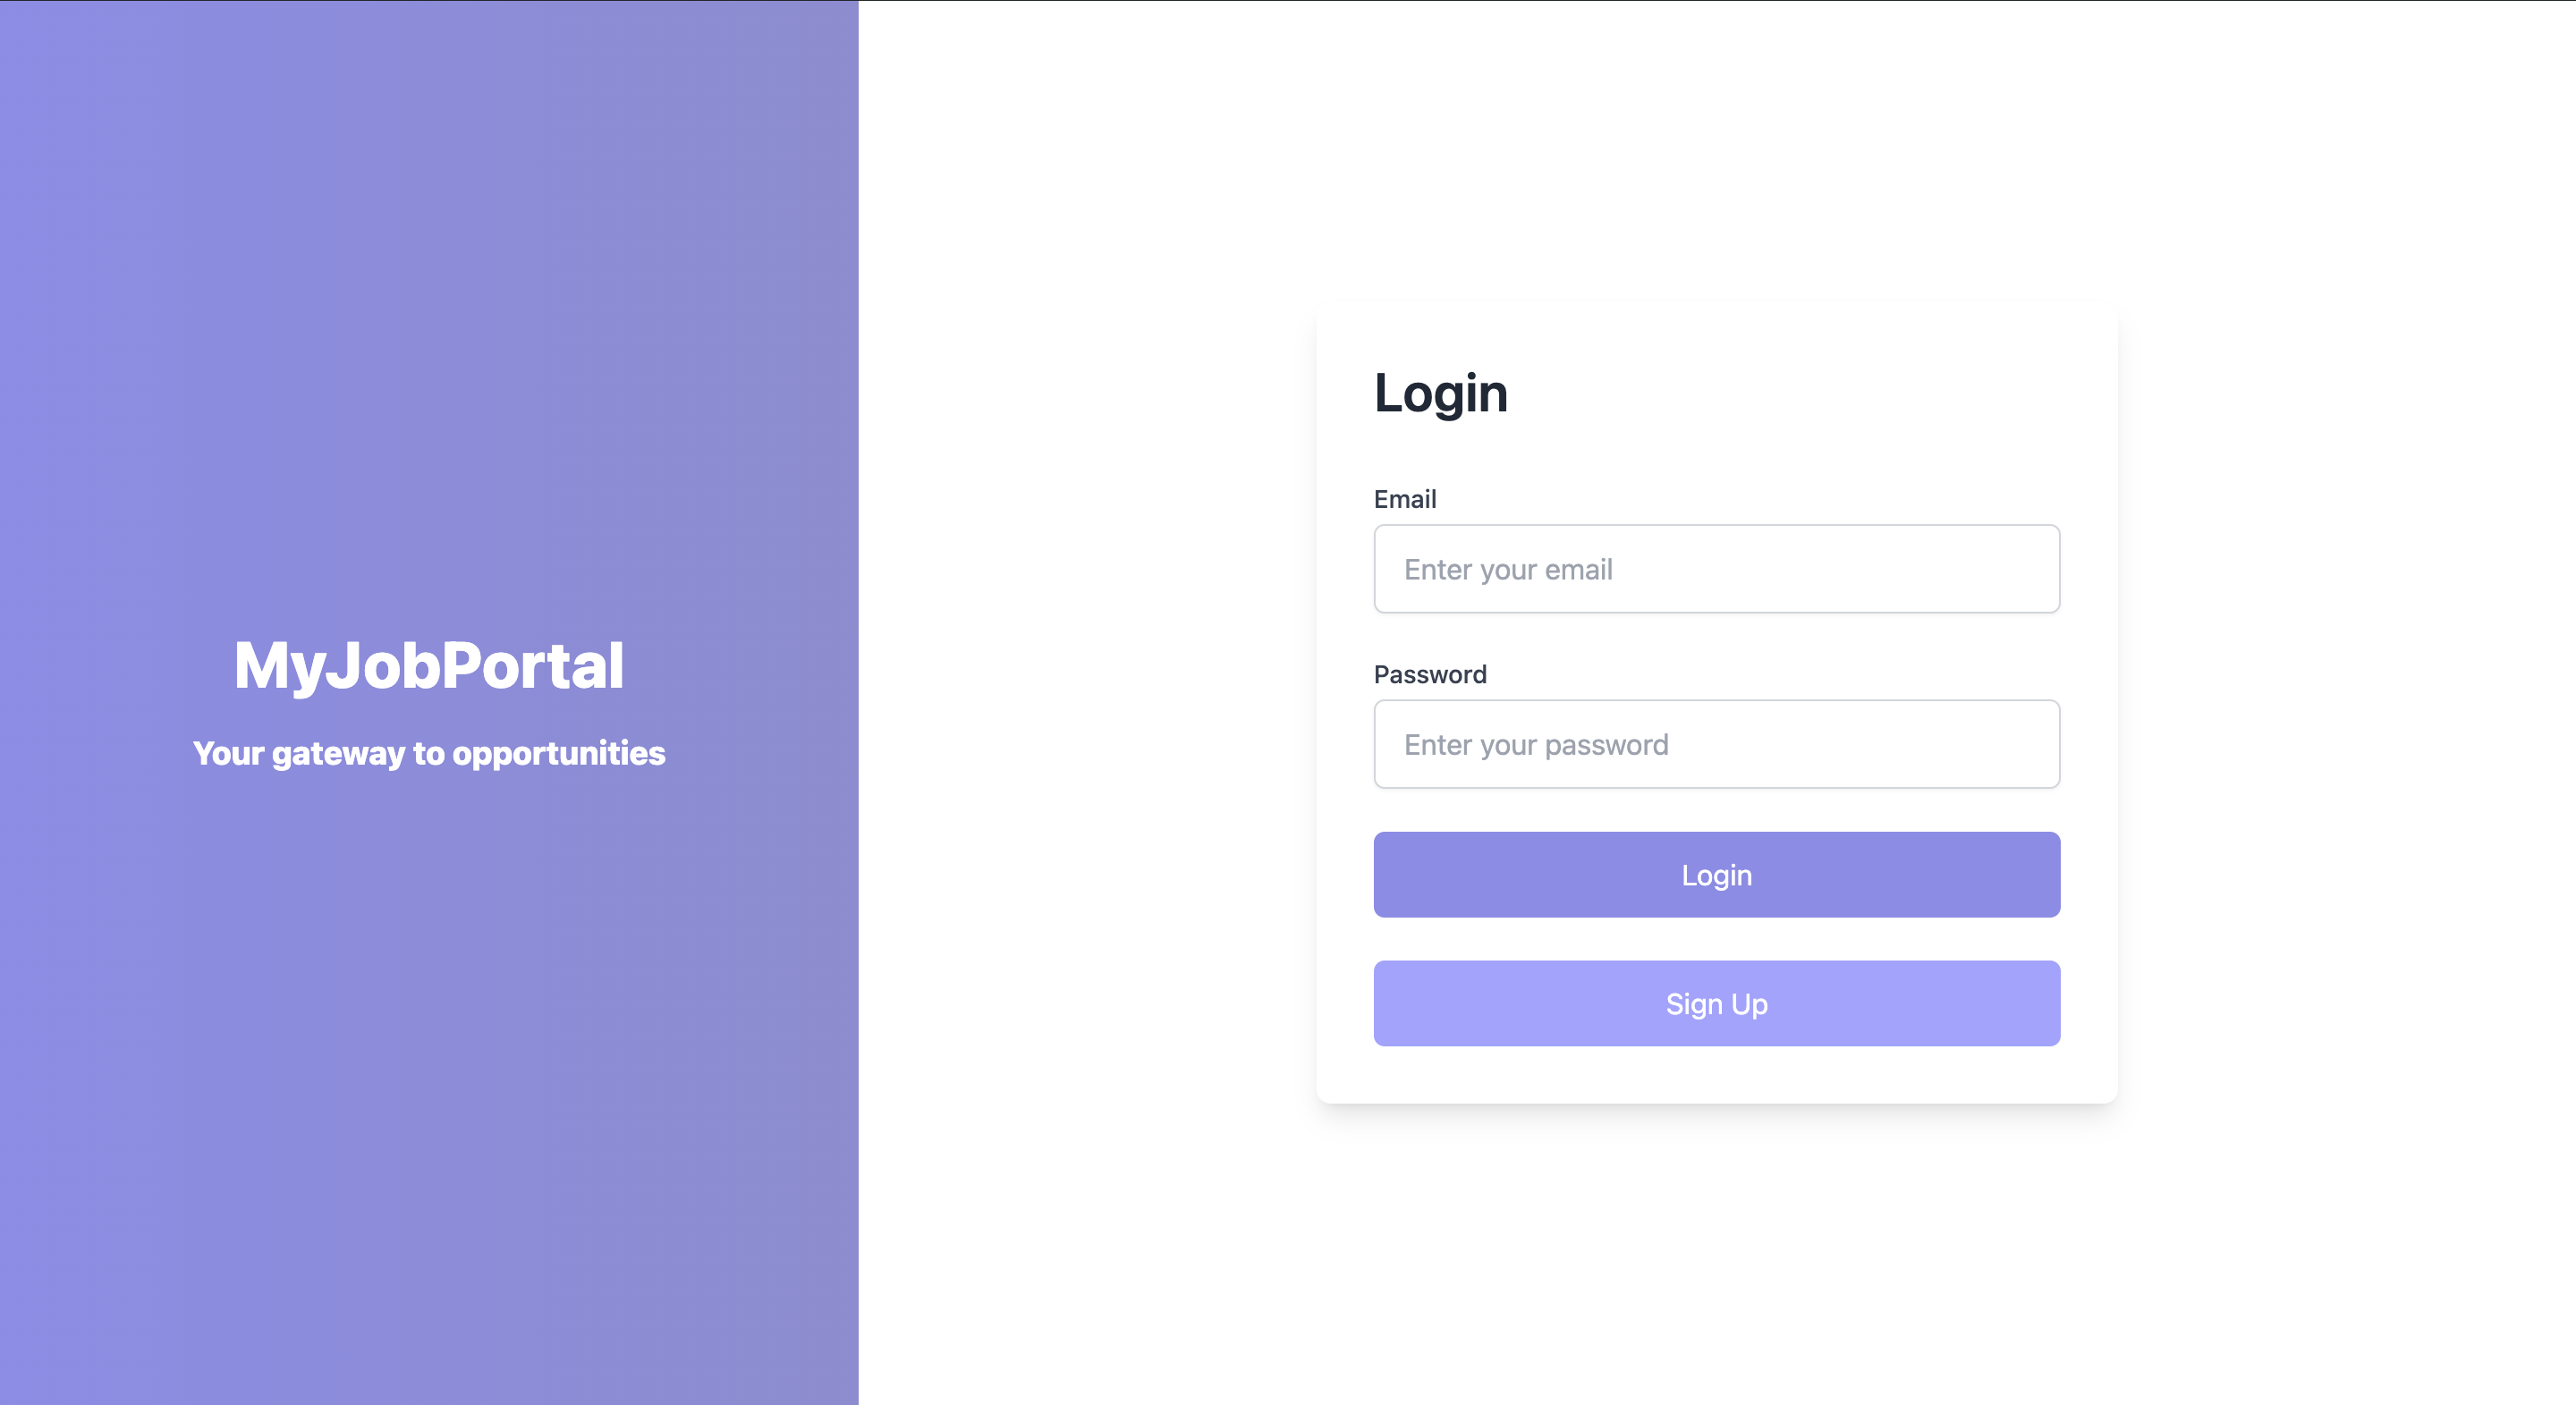 MyJobPortal
Your gateway to opportunities
Login
Email
Enter your email
Password
Enter your password
Login
Sign Up